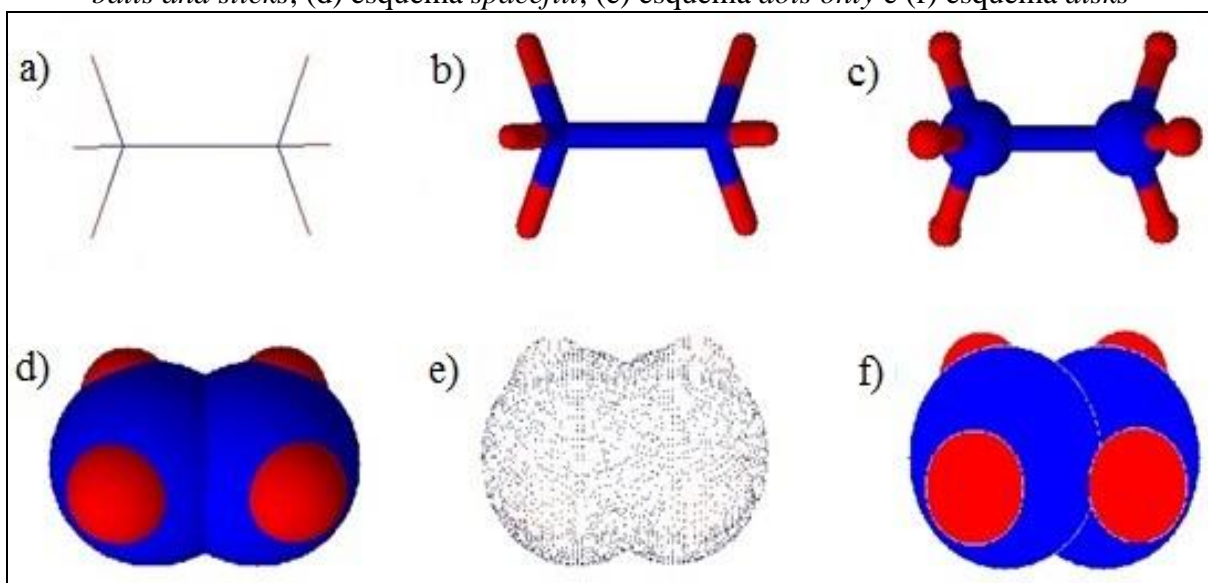 balls and sticks, (d) esquema spacefill, (e) esquema dots only e (f) esquema disks
a) b) c)
d) e) f)